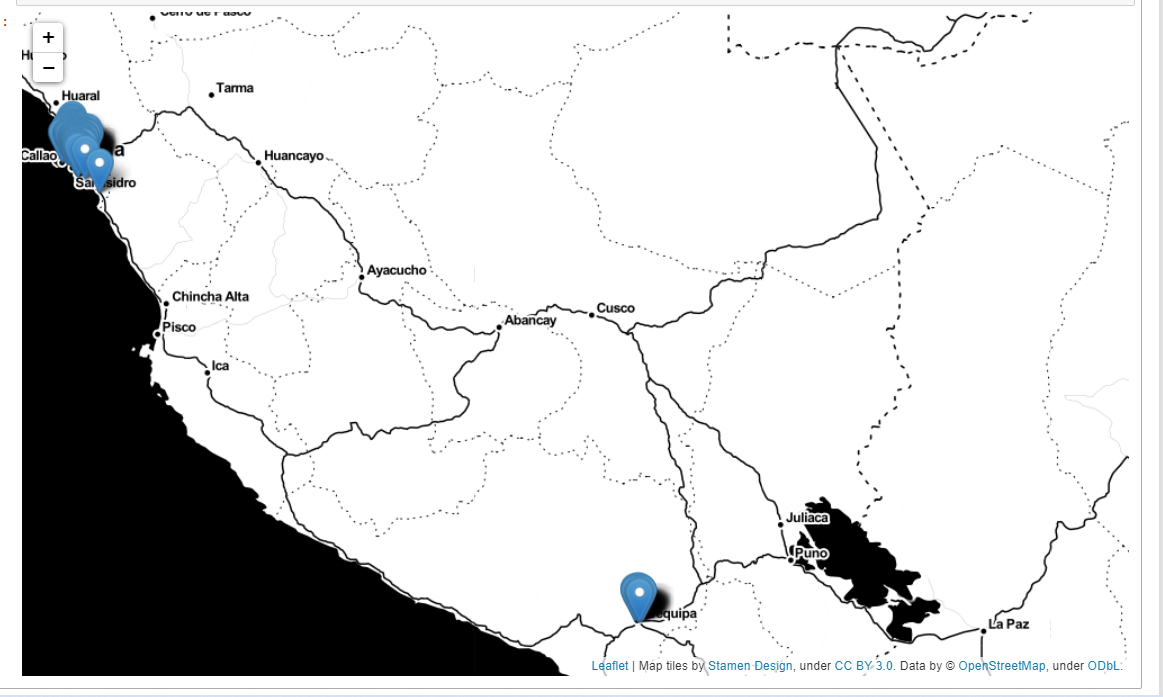 :
Cerro de Pasco
+
−
Tarma
Huaral
Huancayo
Callao
Ayacucho
Chincha Alta
Cusco
Abancay
Pisco
Ica
Juliaca
Puno
La Paz
Leaflet | Map tiles by Stamen Design, under CC BY 3.0. Data by © OpenStreetMap, under ODbL.